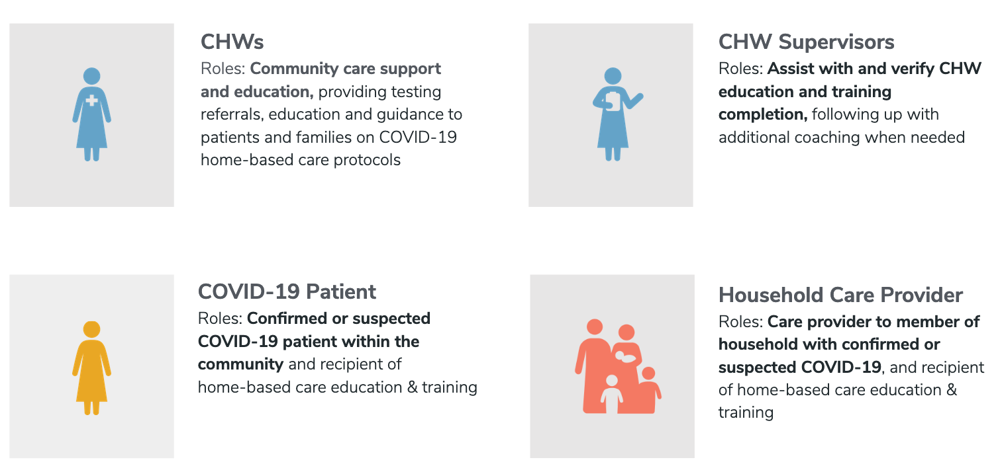 CHWs
Roles: Community care support
and education, providing testing
referrals, education and guidance to
patients and families on COVID-19
home-based care protocols
CHW Supervisors
Roles: Assist with and verify CHW
education and training
completion, following up with
additional coaching when needed
COVID-19 Patient
Roles: Confirmed or suspected
COVID-19 patient within the
community and recipient of
home-based care education & training
Household Care Provider
Roles: Care provider to member of
household with confirmed or
suspected COVID-19, and recipient
of home-based care education &
training